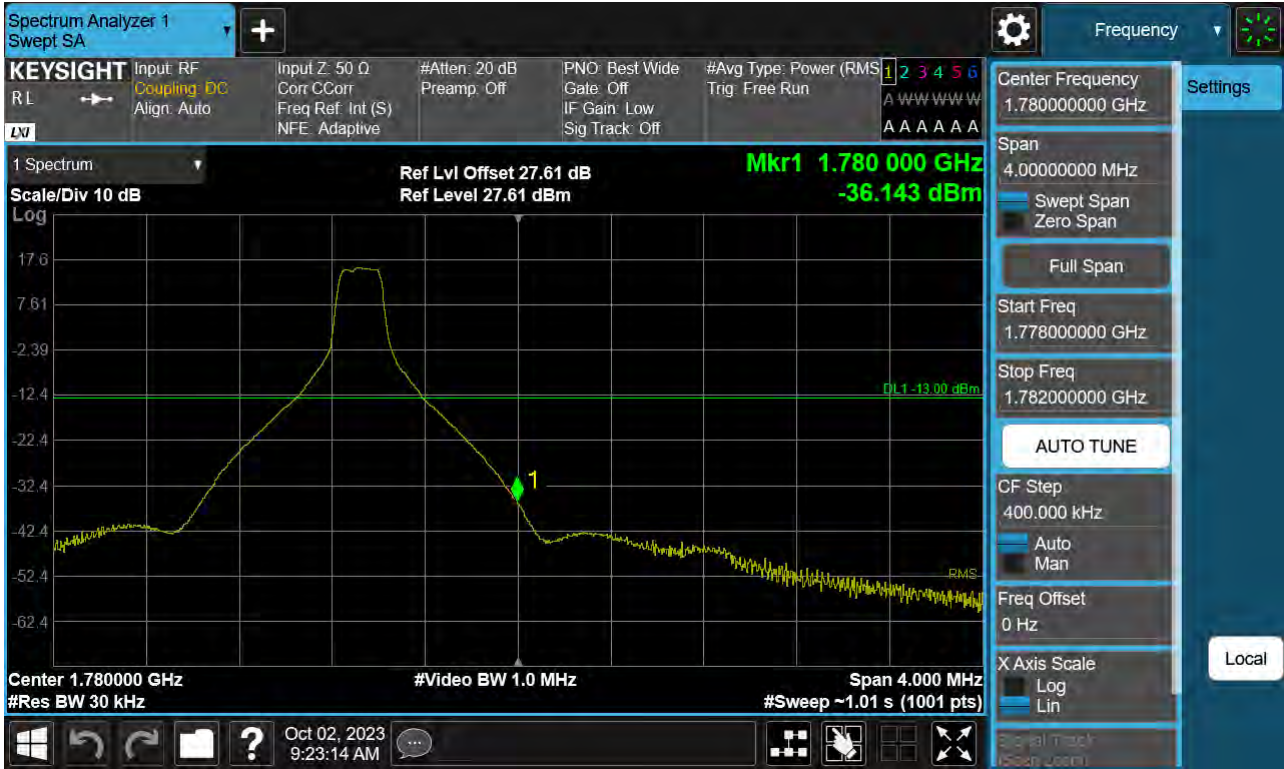 Spectrum Analyzer 1
Swept SA
Frequency
KEYSIGHT
R L
LXI
Input: RF
Coupling: DC
Align: Auto
Input Z: 50 Ω
Corr CCorr
Freq Ref: Int (S)
NFE: Adaptive
#Atten: 20 dB
Preamp: Off
PNO: Best Wide
Gate: Off
IF Gain: Low
Sig Track: Off
#Avg Type: Power (RMS
Trig: Free Run
1 2 3 4 5 6
A W W W W W
A A A A A A
1 Spectrum
Scale/Div 10 dB
Ref Lvl Offset 27.61 dB
Ref Level 27.61 dBm
Mkr1 1.780 000 GHz
-36.143 dBm
Log
17.6
7.61
-2.39
-12.4
-22.4
-32.4
-42.4
-52.4
-62.4
DL1 -13.00 dBm
1
RMS
Center 1.780000 GHz
#Video BW 1.0 MHz
Span 4.000 MHz
#Res BW 30 kHz
#Sweep ~1.01 s (1001 pts)
Center Frequency
1.780000000 GHz
Settings
Span
4.00000000 MHz
Swept Span
Zero Span
Full Span
Start Freq
1.778000000 GHz
Stop Freq
1.782000000 GHz
AUTO TUNE
CF Step
400.000 kHz
Auto
Man
Freq Offset
0 Hz
X Axis Scale
Log
Lin
Local
Signal Track
(Span Zoom)
?
Oct 02, 2023
9:23:14 AM